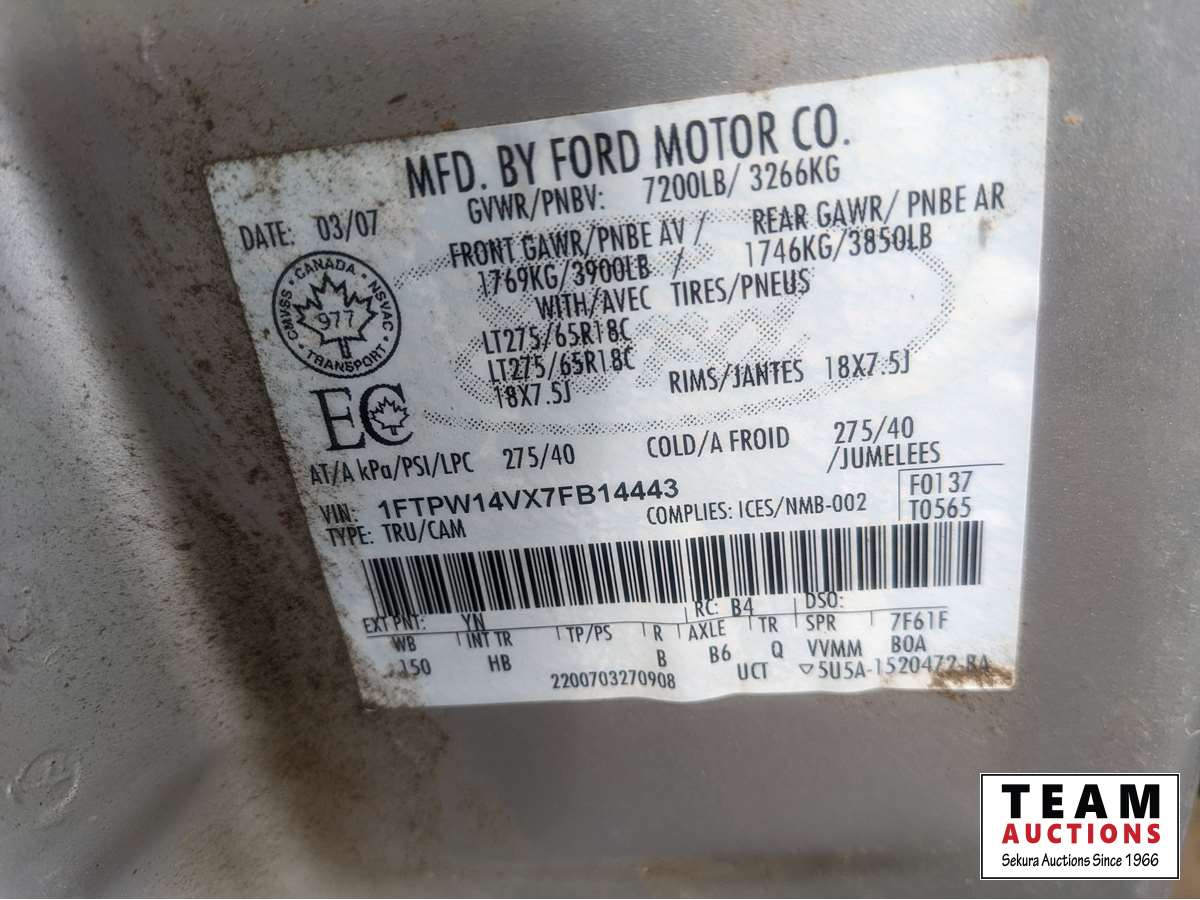 MFD. BY FORD MOTOR CO.
DATE: 03/07
GVWR/PNBV: 7200LB/ 3266KG
FRONT GAWR/PNBE AV / REAR GAWR/ PNBE AR
1769KG/3900LB / 1746KG/3850LB
WITH/AVEC TIRES/PNEUS
LT275/65R18C
LT275/65R18C
18X7.5J RIMS/JANTES 18X7.5J
CMVSS · CANADA · NSVAC · TRANSPORT
977
EC
AT/A kPa/PSI/LPC 275/40 COLD/A FROID 275/40
/JUMELEES
VIN: 1FTPW14VX7FB14443
F0137
TYPE: TRU/CAM COMPLIES: ICES/NMB-002 T0565
EXT PNT: YN RC: B4 DSO:
WB INT TR TP/PS R AXLE TR SPR 7F61F
150 HB B B6 Q VVMM B0A
2200703270908 UCT ▽5U5A-1520472-BA
TEAM
AUCTIONS
Sekura Auctions Since 1966